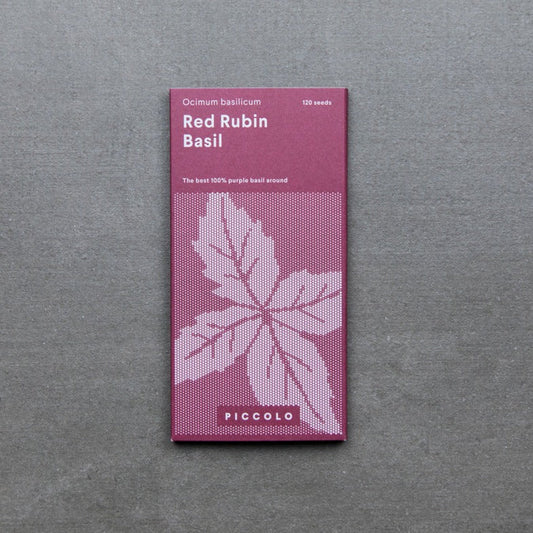 Ocimum basilicum
120 seeds
Red Rubin
Basil
The best 100% purple basil around
PICCOLO